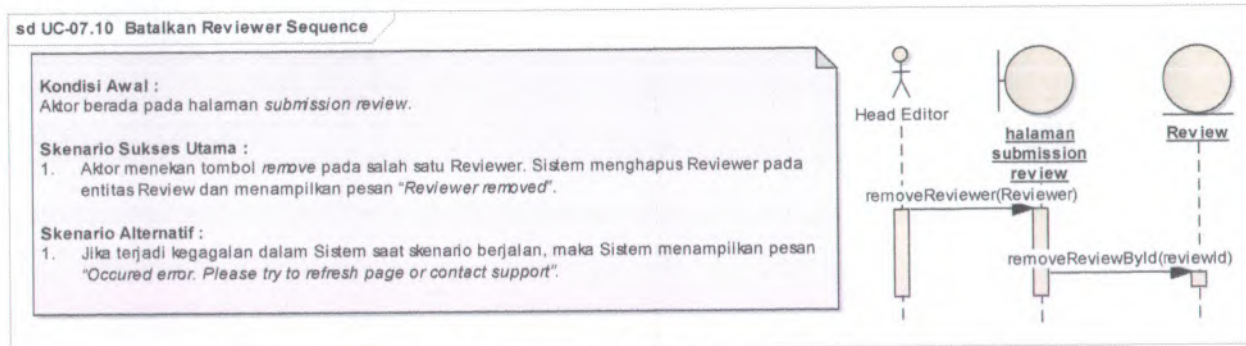 sd UC-07.10 Batalkan Reviewer Sequence
Kondisi Awal :
Aktor berada pada halaman submission review.
Skenario Sukses Utama :
1. Aktor menekan tombol remove pada salah satu Reviewer. Sistem menghapus Reviewer pada
entitas Review dan menampilkan pesan "Reviewer removed".
Skenario Alternatif :
1. Jika terjadi kegagalan dalam Sistem saat skenario berjalan, maka Sistem menampilkan pesan
"Occured error. Please try to refresh page or contact support".
Head Editor
halaman
submission
review
Review
removeReviewer(Reviewer)
removeReviewById(reviewId)